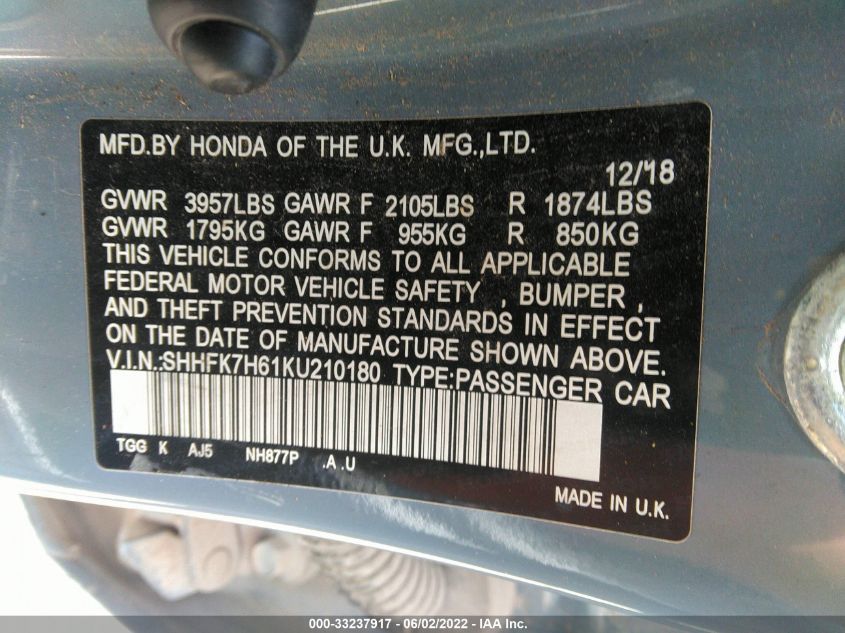 MFD.BY HONDA OF THE U.K. MFG.,LTD.
12/'18
GVWR 3957LBS GAWR F 2105LBS R 1874LBS
GVWR 1795KG GAWR F 955KG R 850KG
THIS VEHICLE CONFORMS TO ALL APPLICABLE
FEDERAL MOTOR VEHICLE SAFETY , BUMPER ,
AND THEFT PREVENTION STANDARDS IN EFFECT
ON THE DATE OF MANUFACTURE SHOWN ABOVE.
V.I.N.:SHHFK7H61KU210180 TYPE:PASSENGER CAR
TGG K AJ5 NH877P .A .U
MADE IN U.K.
000-33237917 - 06/02/2022 - © IAA Inc.